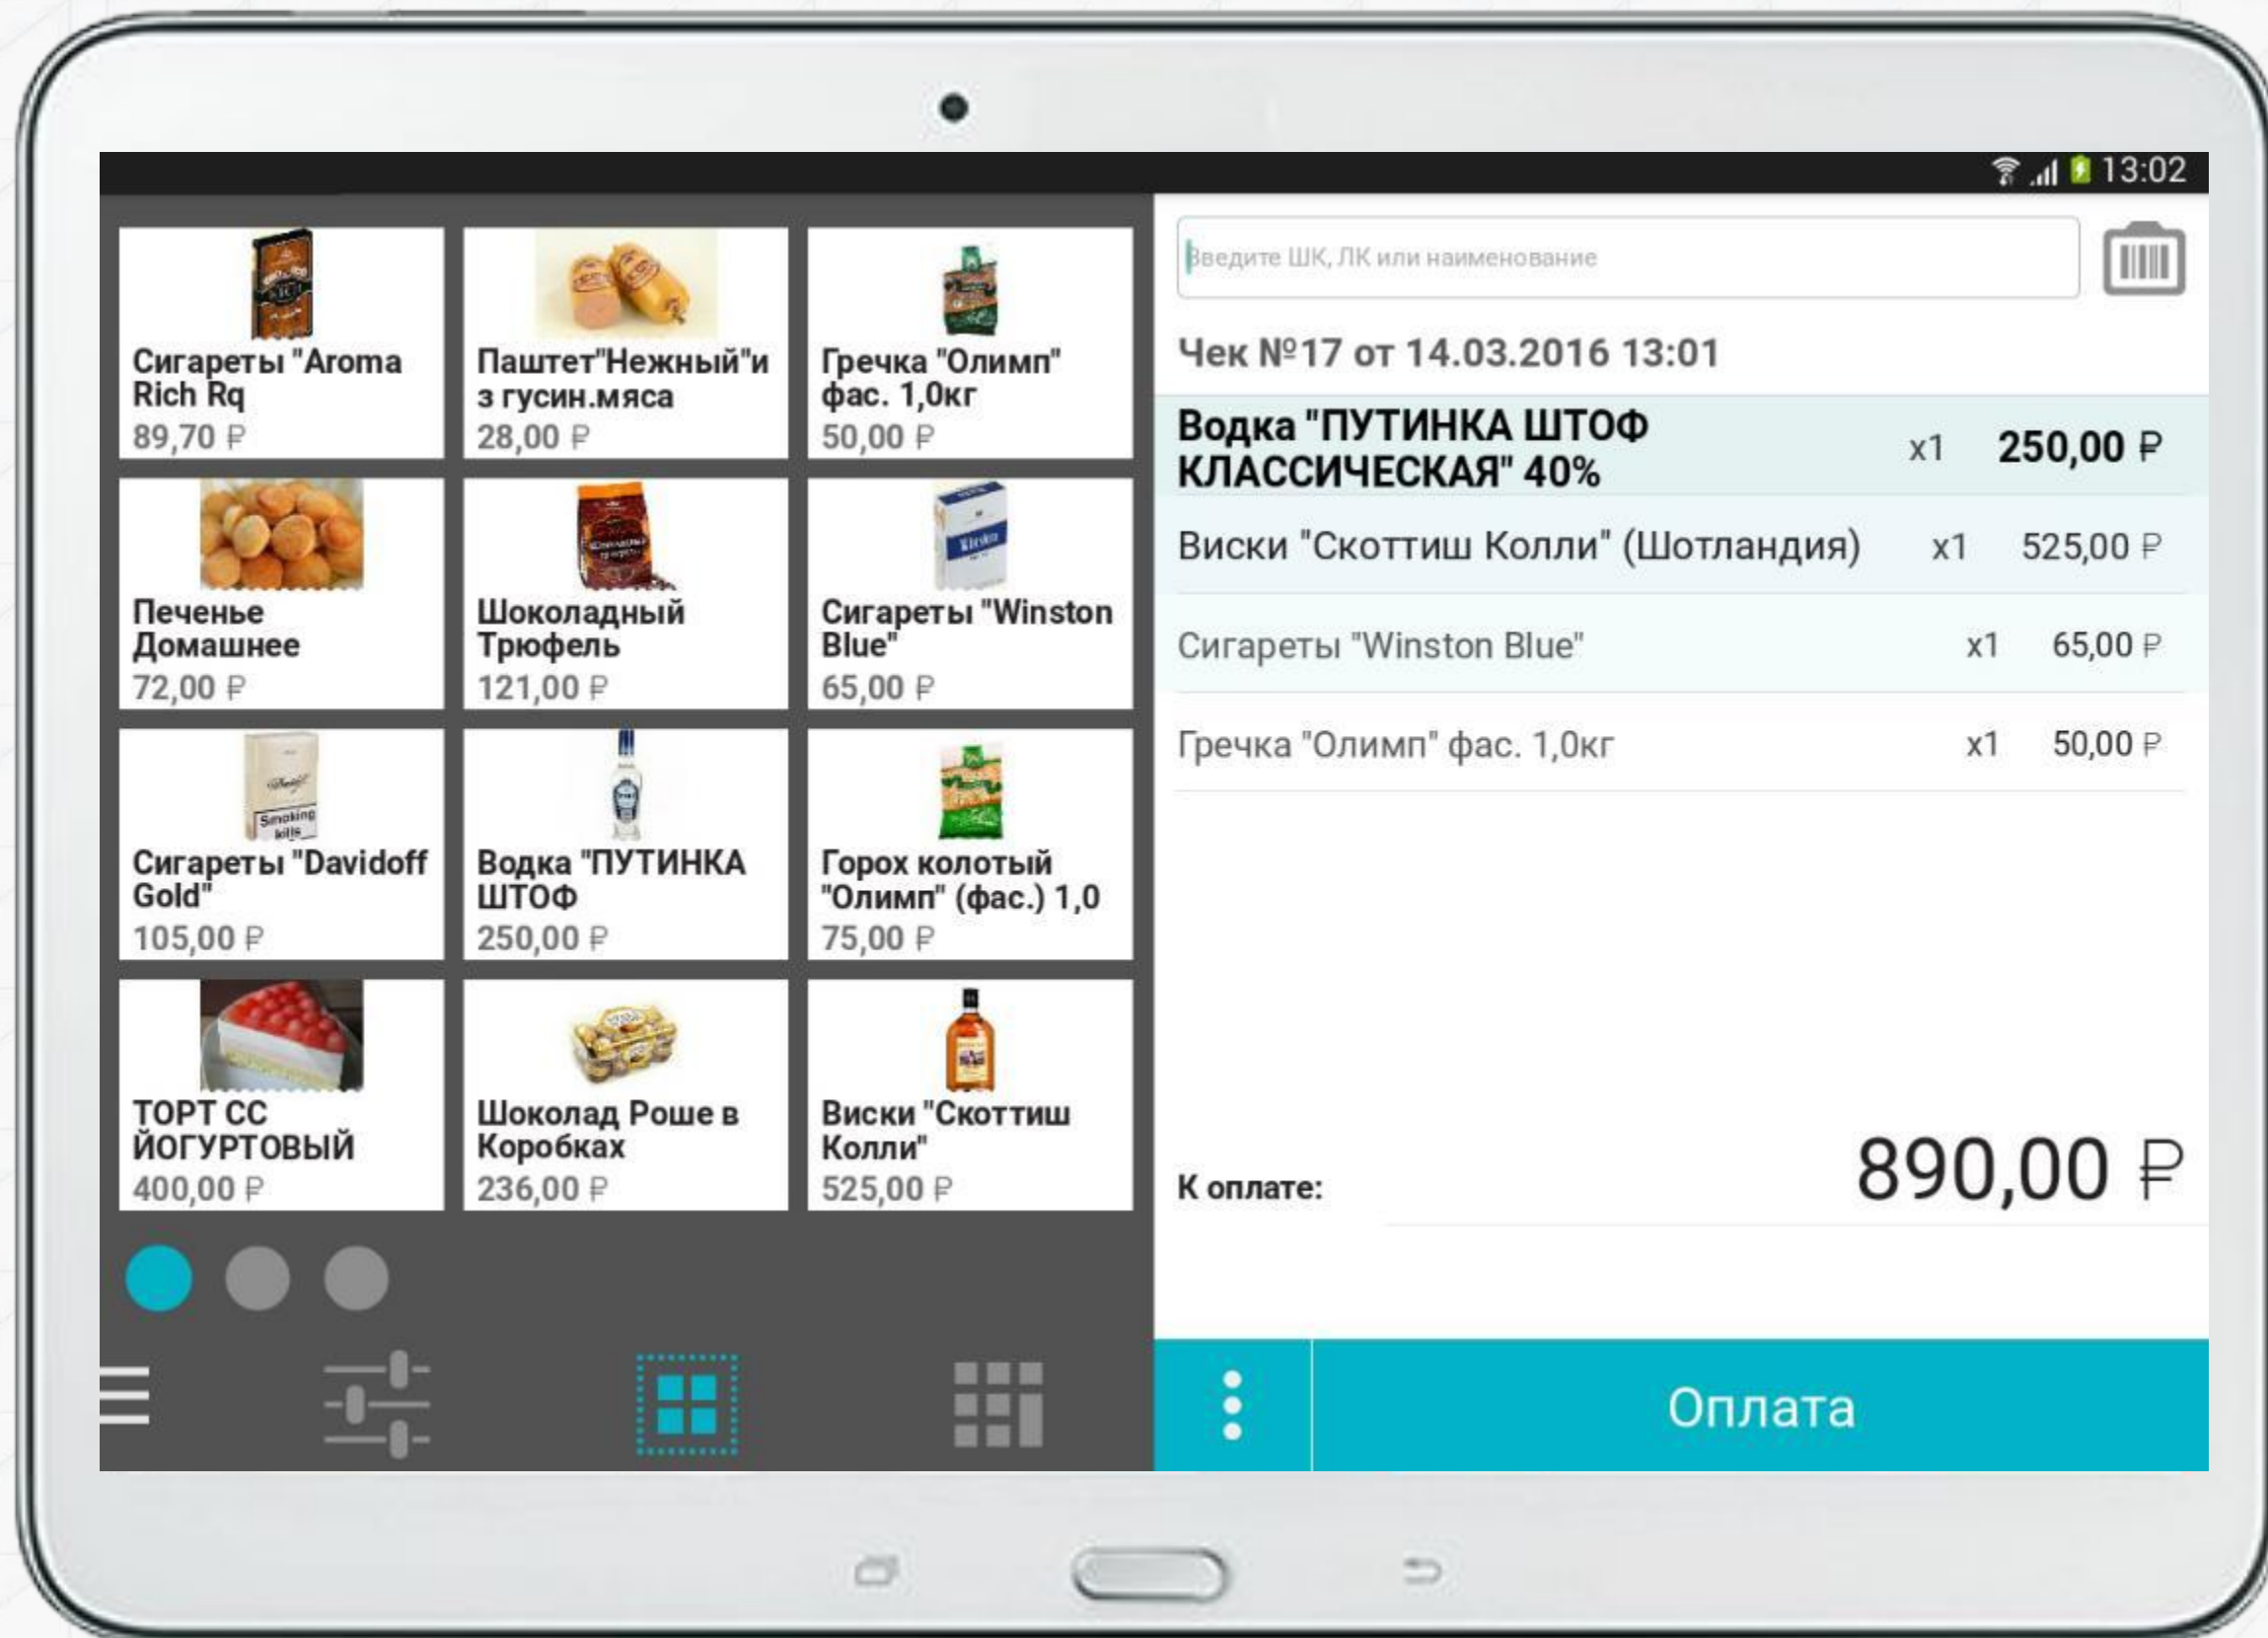 13:02
Сигареты "Aroma
Rich Rq
89,70 ₽
Паштет"Нежный"и
з гусин.мяса
28,00 ₽
Гречка "Олимп"
фас. 1,0кг
50,00 ₽
Печенье
Домашнее
72,00 ₽
Шоколадный
Трюфель
121,00 ₽
Winston
Сигареты "Winston
Blue"
65,00 ₽
Davidoff
Smoking
kills
Сигареты "Davidoff
Gold"
105,00 ₽
Водка "ПУТИНКА
ШТОФ
250,00 ₽
Горох колотый
"Олимп" (фас.) 1,0
75,00 ₽
ТОРТ СС
ЙОГУРТОВЫЙ
400,00 ₽
Шоколад Роше в
Коробках
236,00 ₽
Виски "Скоттиш
Колли"
525,00 ₽
Введите ШК, ЛК или наименование
Чек №17 от 14.03.2016 13:01
Водка "ПУТИНКА ШТОФ
КЛАССИЧЕСКАЯ" 40% x1 250,00 ₽
Виски "Скоттиш Колли" (Шотландия) x1 525,00 ₽
Сигареты "Winston Blue" x1 65,00 ₽
Гречка "Олимп" фас. 1,0кг x1 50,00 ₽
К оплате: 890,00 ₽
Оплата